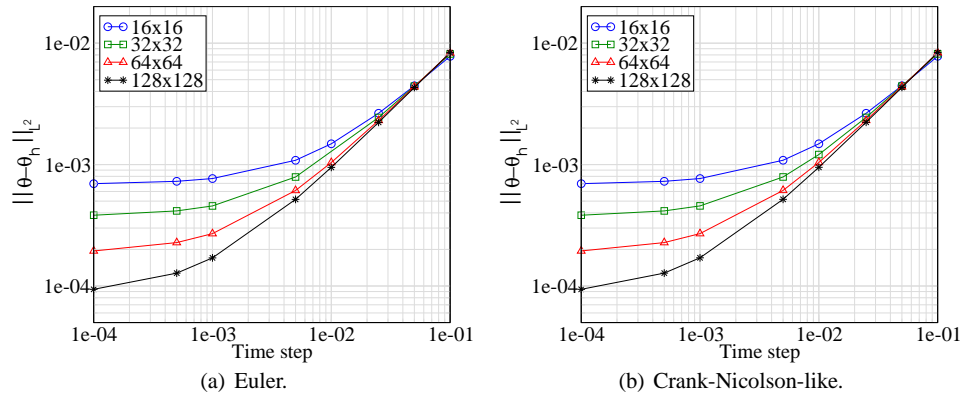 16x16
32x32
64x64
128x128
1e-02
1e-03
1e-04
||θ–θh||L2
1e-04 1e-03 1e-02 1e-01
Time step
(a) Euler.
16x16
32x32
64x64
128x128
1e-02
1e-03
1e-04
||θ–θh||L2
1e-04 1e-03 1e-02 1e-01
Time step
(b) Crank-Nicolson-like.